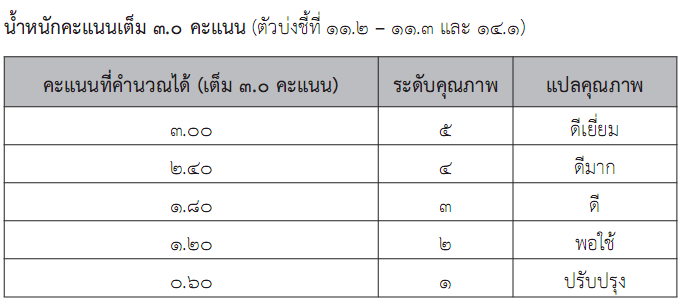 น้ำหนักคะแนนเต็ม ๓.๐ คะแนน (ตัวบ่งชี้ที่ ๑๑.๒ – ๑๑.๓ และ ๑๔.๑)
คะแนนที่คำนวณได้ (เต็ม ๓.๐ คะแนน) ระดับคุณภาพ แปลคุณภาพ
๓.๐๐ ๕ ดีเยี่ยม
๒.๔๐ ๔ ดีมาก
๑.๘๐ ๓ ดี
๑.๒๐ ๒ พอใช้
๐.๖๐ ๑ ปรับปรุง